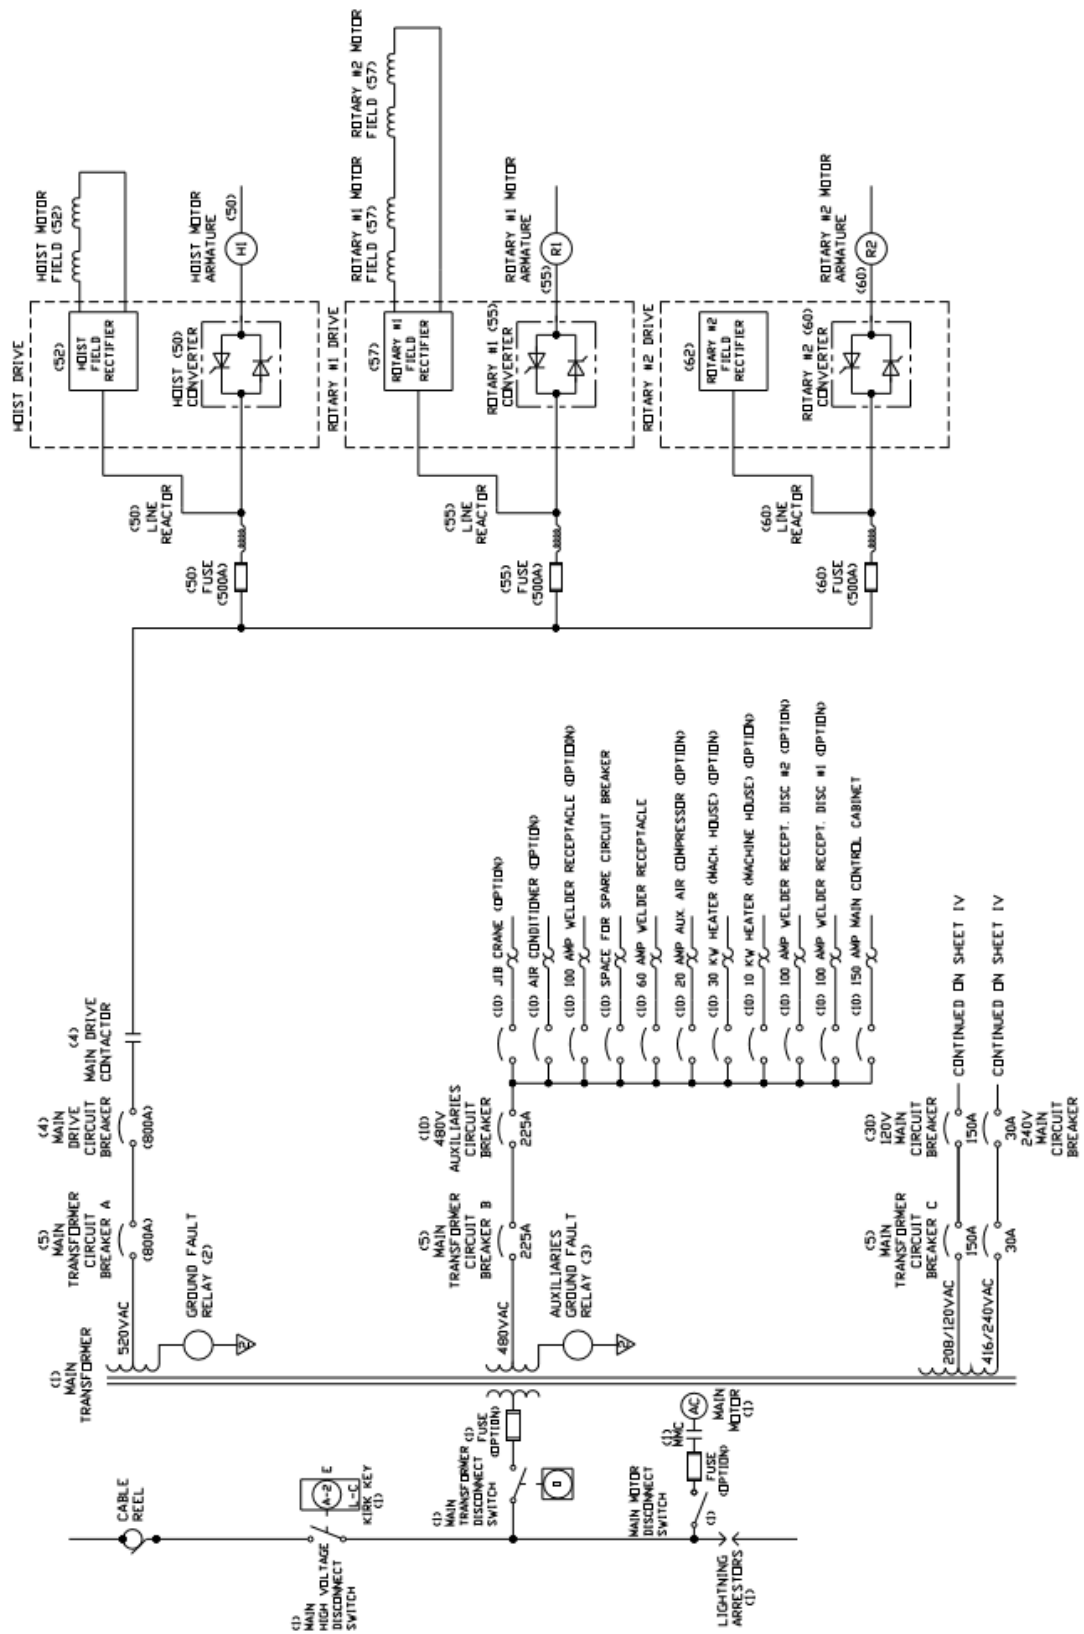 HOIST DRIVE
(52)
HOIST
FIELD
RECTIFIER
HOIST MOTOR
FIELD (52)
HOIST (50)
CONVERTER
HOIST MOTOR
ARMATURE
(50)
H1
(50)
LINE
REACTOR
(50)
FUSE
(500A)
ROTARY #1 DRIVE
(57)
ROTARY #1
FIELD
RECTIFIER
ROTARY #1 MOTOR
FIELD (57)
ROTARY #2 MOTOR
FIELD (57)
ROTARY #1 (55)
CONVERTER
ROTARY #1 MOTOR
ARMATURE
(55)
R1
(55)
LINE
REACTOR
(55)
FUSE
(500A)
ROTARY #2 DRIVE
(62)
ROTARY #2
FIELD
RECTIFIER
ROTARY #2 (60)
CONVERTER
ROTARY #2 MOTOR
ARMATURE
(60)
R2
(60)
LINE
REACTOR
(60)
FUSE
(500A)
(4)
MAIN DRIVE
CONTACTOR
(4)
MAIN
DRIVE
CIRCUIT
BREAKER
(800A)
(5)
MAIN
TRANSFORMER
CIRCUIT
BREAKER A
(800A)
520VAC
GROUND FAULT
RELAY (2)
(1)
MAIN
TRANSFORMER
(10) JIB CRANE (OPTION)
(10) AIR CONDITIONER (OPTION)
(10) 100 AMP WELDER RECEPTACLE (OPTION)
(10) SPACE FOR SPARE CIRCUIT BREAKER
(10) 60 AMP WELDER RECEPTACLE
(10) 20 AMP AUX. AIR COMPRESSOR (OPTION)
(10) 30 KW HEATER (MACH. HOUSE) (OPTION)
(10) 10 KW HEATER (MACHINE HOUSE) (OPTION)
(10) 100 AMP WELDER RECEPT. DISC #2 (OPTION)
(10) 100 AMP WELDER RECEPT. DISC #1 (OPTION)
(10) 150 AMP MAIN CONTROL CABINET
(10)
480V
AUXILIARIES
CIRCUIT
BREAKER
225A
(5)
MAIN
TRANSFORMER
CIRCUIT
BREAKER B
225A
480VAC
AUXILIARIES
GROUND FAULT
RELAY (3)
CONTINUED ON SHEET IV
CONTINUED ON SHEET IV
(30)
120V
MAIN
CIRCUIT
BREAKER
150A
30A
240V
MAIN
CIRCUIT
BREAKER
(5)
MAIN
TRANSFORMER
CIRCUIT
BREAKER C
150A
30A
208/120VAC
416/240VAC
CABLE
REEL
(1)
MAIN
HIGH VOLTAGE
DISCONNECT
SWITCH
A-2
E
L-C
KIRK KEY
(1)
(1)
MAIN
TRANSFORMER
DISCONNECT
SWITCH
(1)
FUSE
(OPTION)
MAIN MOTOR
DISCONNECT
SWITCH
(1)
FUSE
(OPTION)
(1)
MMC
AC
MAIN
MOTOR
(1)
LIGHTNING
ARRESTORS
(1)